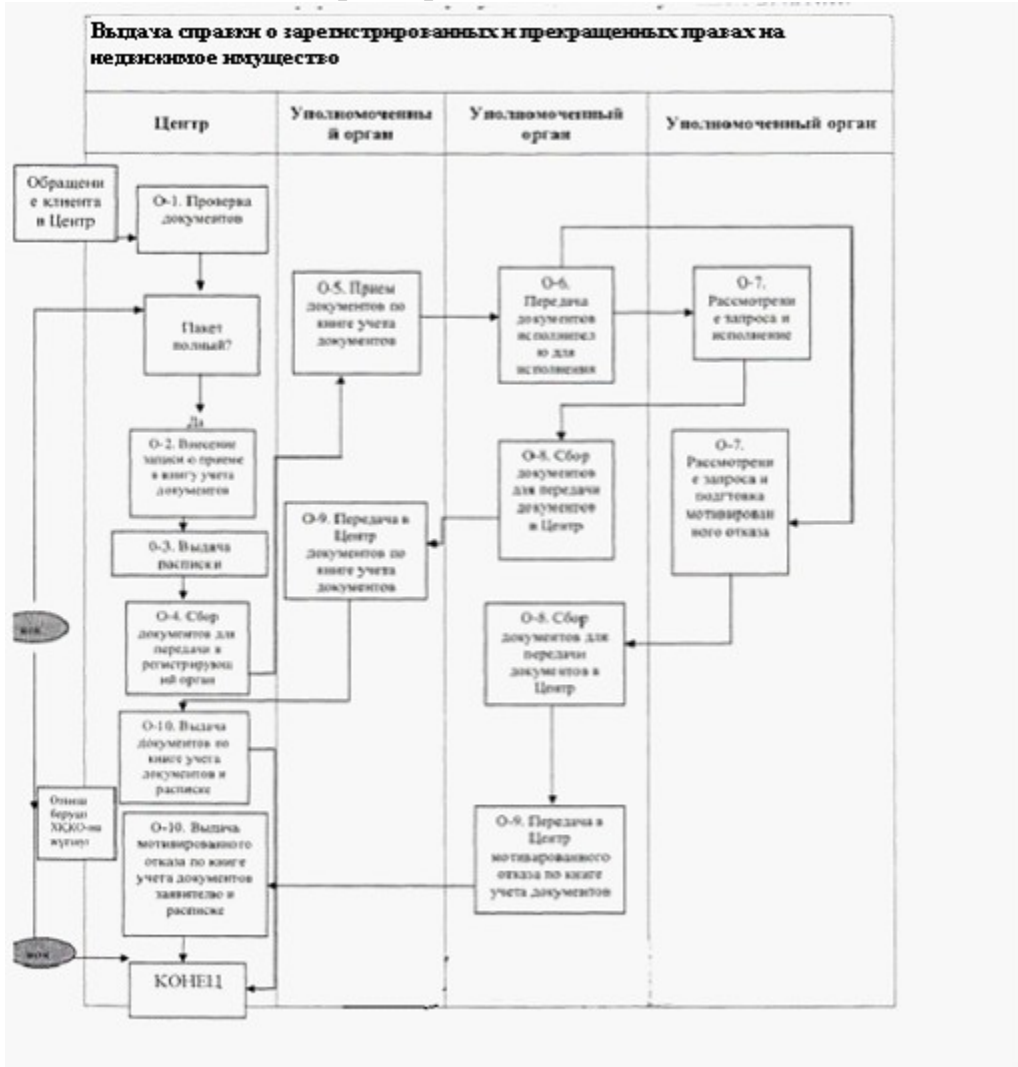 Выдача справки о зарегистрированных и прекращенных правах на
недвижимое имущество
Центр
Уполномоченны
й орган
Уполномоченный
орган
Уполномоченный орган
Обращени
е клиента
в Центр
О-1. Проверка
документов
Пакет
полный?
Да
О-2. Внесение
записи о приеме
в книгу учета
документов
0-3. Выдача
расписки
О-4. Сбор
документов для
передачи в
регистрирующ
ий орган
О-5. Прием
документов по
книге учета
документов
О-6.
Передача
документов
исполнител
ю для
исполнения
О-7.
Рассмотрени
е запроса и
исполнение
О-7.
Рассмотрени
е запроса и
подгтовка
мотивирован
ного отказа
О-8. Сбор
документов
для передачи
документов
в Центр
О-9. Передача в
Центр
документов по
книге учета
документов
О-8. Сбор
документов для
передачи
документов в
Центр
О-10. Выдача
документов по
книге учета
документов и
расписке
Өтініш
беруші
жүгінуі
О-10. Выдача
мотивированного
отказа по книге
учета документов
заявителю и
расписке
О-9. Передача в
Центр
мотивированного
отказа по книге
учета документов
КОНЕЦ